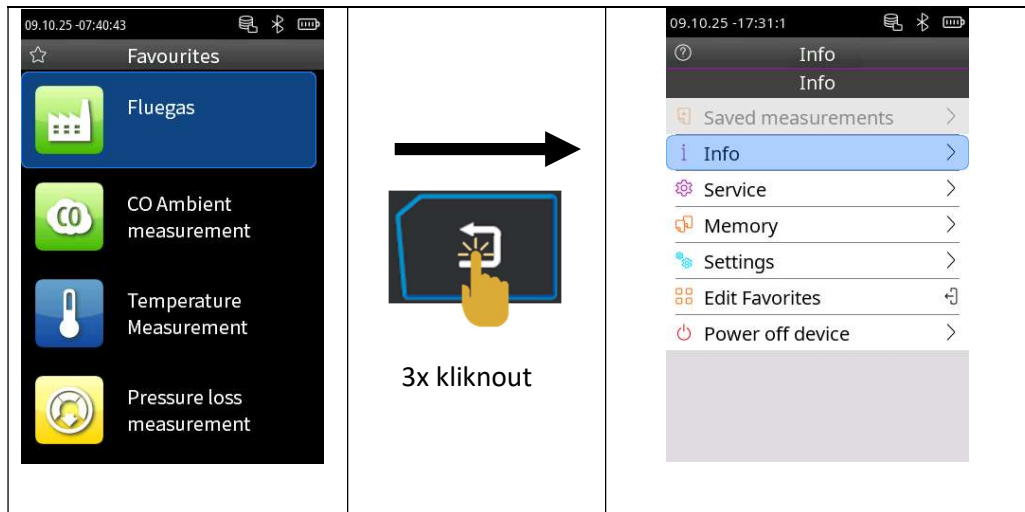 09.10.25 -07:40:43
Favourites
Fluegas
CO
CO Ambient
measurement
Temperature
Measurement
Pressure loss
measurement
3x kliknout
09.10.25 -17:31:1
Info
Info
Saved measurements
Info
Service
Memory
Settings
Edit Favorites
Power off device